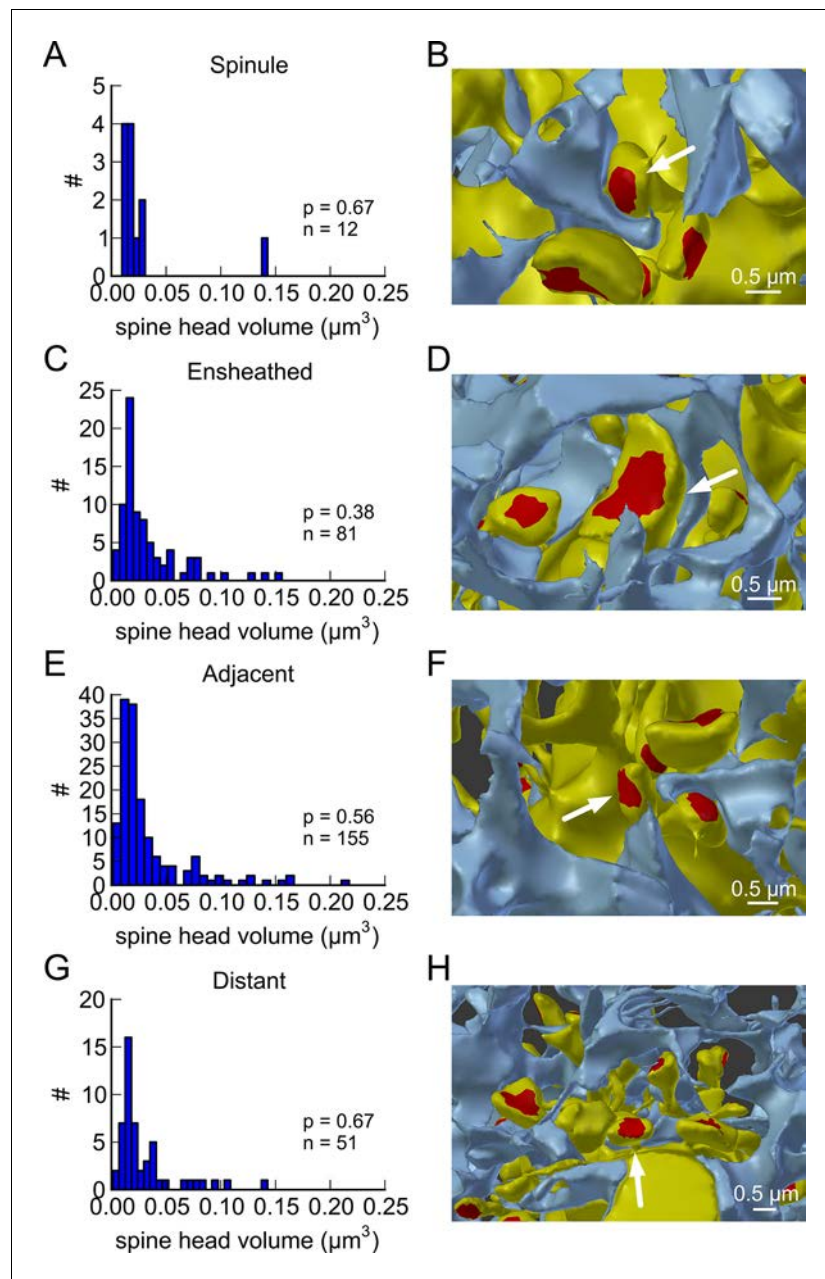 A
Spinule
5
4
3
2
1
0
#
p = 0.67
n = 12
0.00 0.05 0.10 0.15 0.20 0.25
spine head volume (µm³)
B
0.5 µm
C
Ensheathed
25
20
15
10
5
0
#
p = 0.38
n = 81
0.00 0.05 0.10 0.15 0.20 0.25
spine head volume (µm³)
D
0.5 µm
E
Adjacent
40
35
30
25
20
15
10
5
0
#
p = 0.56
n = 155
0.00 0.05 0.10 0.15 0.20 0.25
spine head volume (µm³)
F
0.5 µm
G
Distant
20
15
10
5
0
#
p = 0.67
n = 51
0.00 0.05 0.10 0.15 0.20 0.25
spine head volume (µm³)
H
0.5 µm